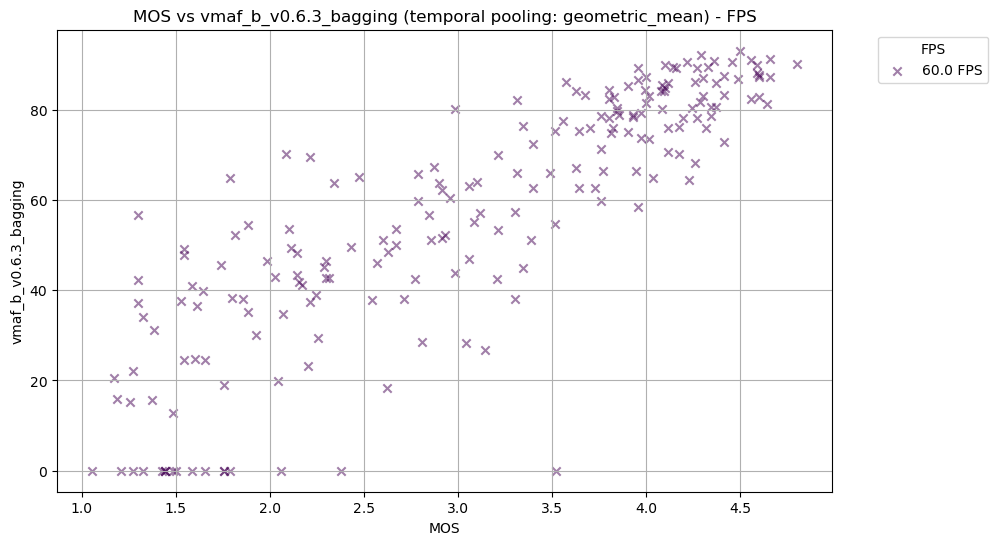 MOS vs vmaf_b_v0.6.3_bagging (temporal pooling: geometric_mean) - FPS
FPS
60.0 FPS
vmaf_b_v0.6.3_bagging
80
60
40
20
0
1.0 1.5 2.0 2.5 3.0 3.5 4.0 4.5
MOS